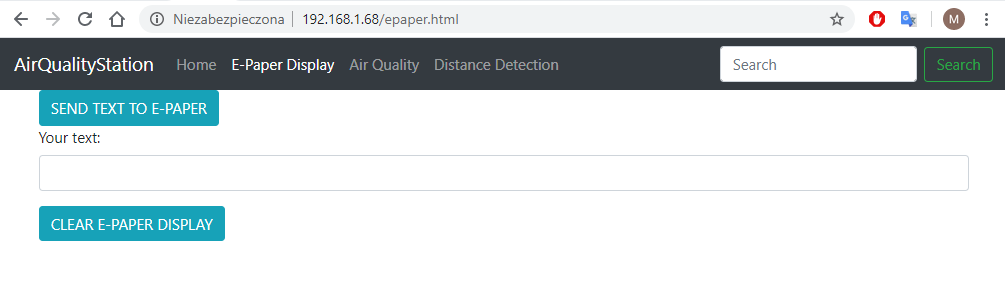 Niezabezpieczona | 192.168.1.68/epaper.html M
AirQualityStation Home E-Paper Display Air Quality Distance Detection Search Search
SEND TEXT TO E-PAPER
Your text:
CLEAR E-PAPER DISPLAY